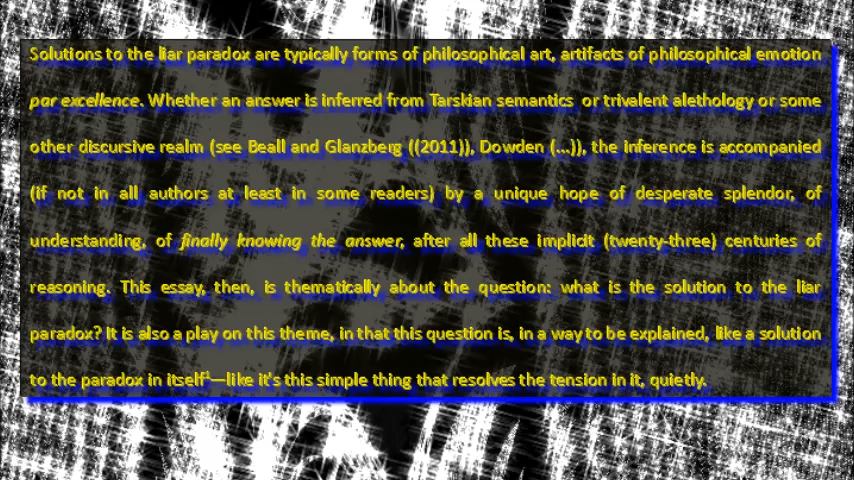 Solutions to the liar paradox are typically forms of philosophical art, artifacts of philosophical emotion
par excellence. Whether an answer is inferred from Tarskian semantics or trivalent alethology or some
other discursive realm (see Beall and Glanzberg ((2011)), Dowden (...)), the inference is accompanied
(if not in all authors at least in some readers) by a unique hope of desperate splendor, of
understanding, of finally knowing the answer, after all these implicit (twenty-three) centuries of
reasoning. This essay, then, is thematically about the question: what is the solution to the liar
paradox? It is also a play on this theme, in that this question is, in a way to be explained, like a solution
to the paradox in itself¹—like it's this simple thing that resolves the tension in it, quietly.